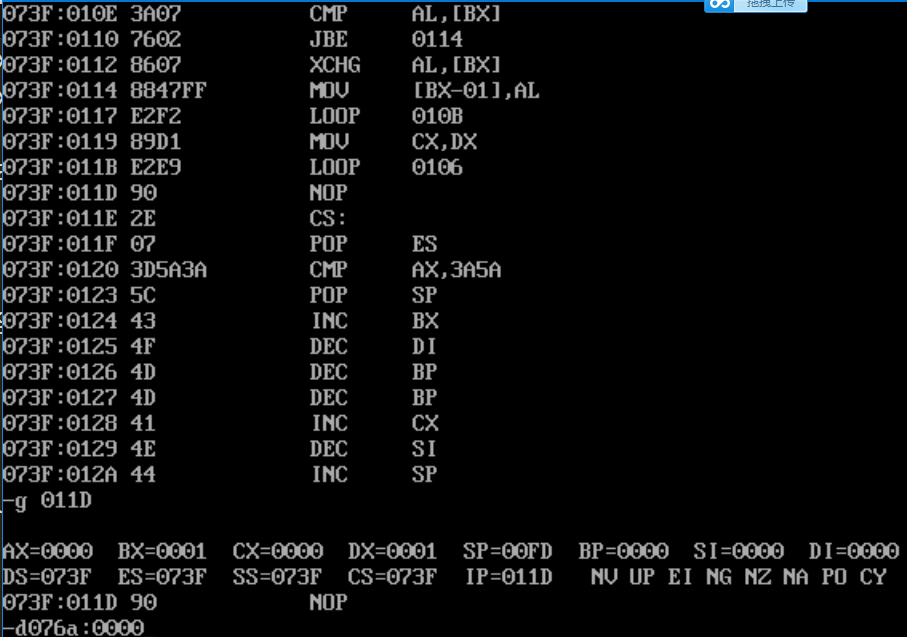 拖拽上传
073F:010E 3A07 CMP AL,[BX]
073F:0110 7602 JBE 0114
073F:0112 8607 XCHG AL,[BX]
073F:0114 8847FF MOV [BX-01],AL
073F:0117 E2F2 LOOP 010B
073F:0119 89D1 MOV CX,DX
073F:011B E2E9 LOOP 0106
073F:011D 90 NOP
073F:011E 2E CS:
073F:011F 07 POP ES
073F:0120 3D5A3A CMP AX,3A5A
073F:0123 5C POP SP
073F:0124 43 INC BX
073F:0125 4F DEC DI
073F:0126 4D DEC BP
073F:0127 4D DEC BP
073F:0128 41 INC CX
073F:0129 4E DEC SI
073F:012A 44 INC SP
-g 011D
AX=0000 BX=0001 CX=0000 DX=0001 SP=00FD BP=0000 SI=0000 DI=0000
DS=073F ES=073F SS=073F CS=073F IP=011D NV UP EI NG NZ NA PO CY
073F:011D 90 NOP
-d076a:0000